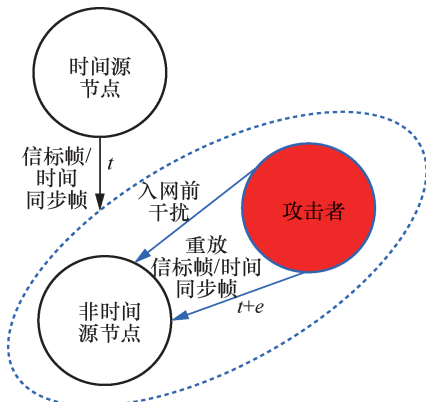 时间源
节点
信标帧/
时间
同步帧
t
入网前
干扰
攻击者
重放
信标帧/时间
同步帧
t+e
非时间
源节点